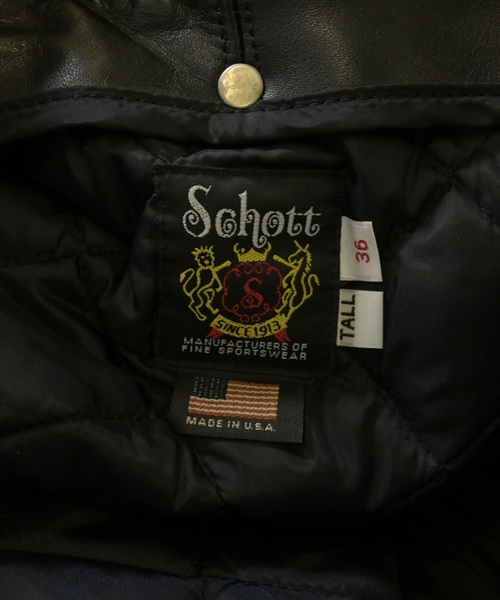 Schott
S
SINCE 1913
MANUFACTURERS OF
FINE SPORTSWEAR
36
TALL
MADE IN U.S.A.